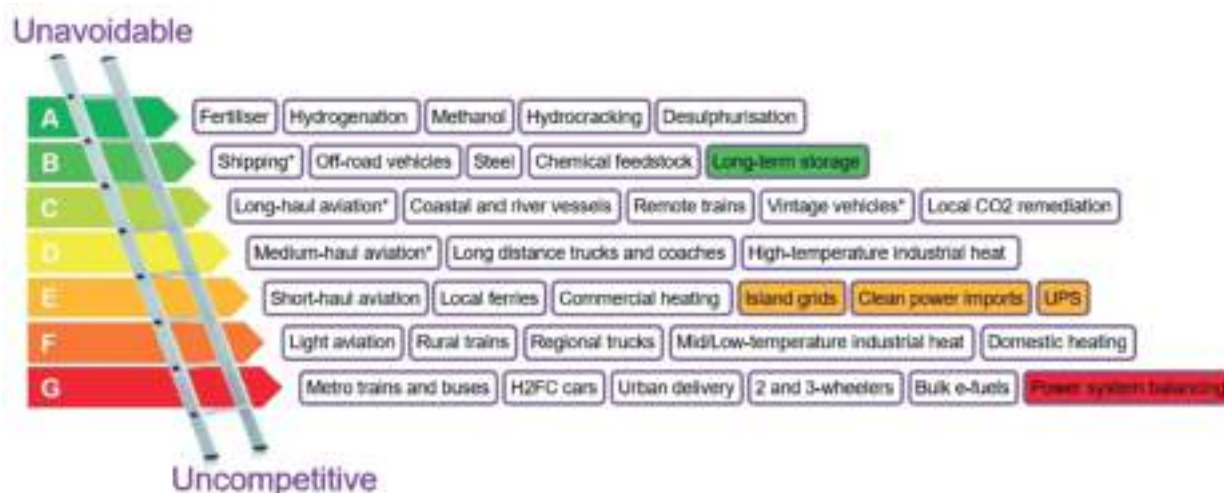 Unavoidable
A Fertiliser Hydrogenation Methanol Hydrocracking Desulphurisation
B Shipping* Off-road vehicles Steel Chemical feedstock Long-term storage
C Long-haul aviation* Coastal and river vessels Remote trains Vintage vehicles* Local CO2 remediation
D Medium-haul aviation* Long distance trucks and coaches High-temperature industrial heat
E Short-haul aviation Local ferries Commercial heating Island grids Clean power imports UPS
F Light aviation Rural trains Regional trucks Mid/Low-temperature industrial heat Domestic heating
G Metro trains and buses H2FC cars Urban delivery 2 and 3-wheelers Bulk e-fuels Power system balancing
Uncompetitive